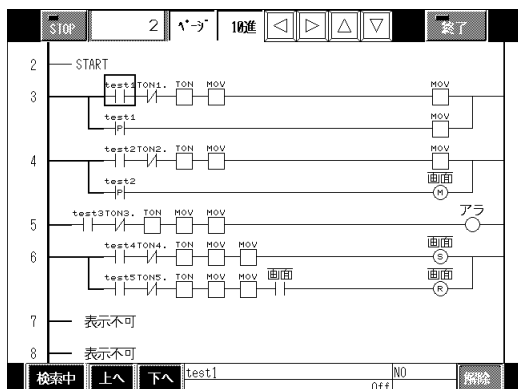 STOP 2 ﾍﾟｰｼﾞ 10進 終了
2 START
test1TON1. TON MOV MOV
3
test1 MOV
P
test2TON2. TON MOV MOV
4
test2 画面
P M
test3TON3. TON MOV MOV アラ
5
test4TON4. TON MOV MOV 画面
6 S
test5TON5. TON MOV MOV 画面 画面
R
7 表示不可
8 表示不可
検索中 上へ 下へ test1 NO 解除
Off